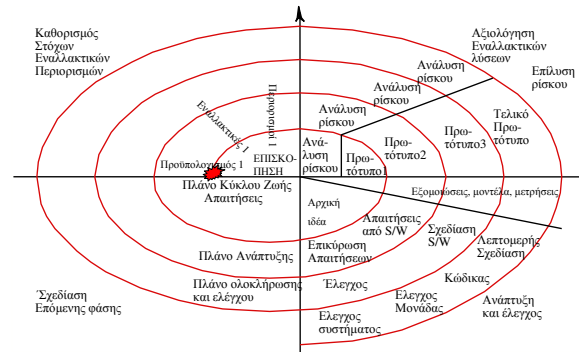 Καθορισμός
Στόχων
Εναλλακτικών
Περιορισμών
Αξιολόγηση
Εναλλακτικών
λύσεων
Επίλυση
ρίσκου
Ανάλυση
ρίσκου
Ανάλυση
ρίσκου
Ανάλυση
ρίσκου
Ανά-
λυση
ρίσκου
Περιορισμοί 1
Εναλλακτικές 1
Προϋπολογισμός 1
ΕΠΙΣΚΟ-
ΠΗΣΗ
Πρω-
τότυπο1
Πρω-
τότυπο2
Πρω-
τότυπο3
Τελικό
Πρω-
τότυπο
Πλάνο Κύκλου Ζωής
Απαιτήσεις
Εξομοιώσεις, μοντέλα, μετρήσεις
Αρχική
ιδέα
Απαιτήσεις
από S/W
Σχεδίαση
S/W
Λεπτομερής
Σχεδίαση
Πλάνο Ανάπτυξης
Επικύρωση
Απαιτήσεων
Πλάνο ολοκλήρωσης
και ελέγχου
Έλεγχος
Κώδικας
Σχεδίαση
Επόμενης φάσης
Ελεγχος
συστήματος
Ελεγχος
Μονάδας
Ανάπτυξη
και έλεγχος